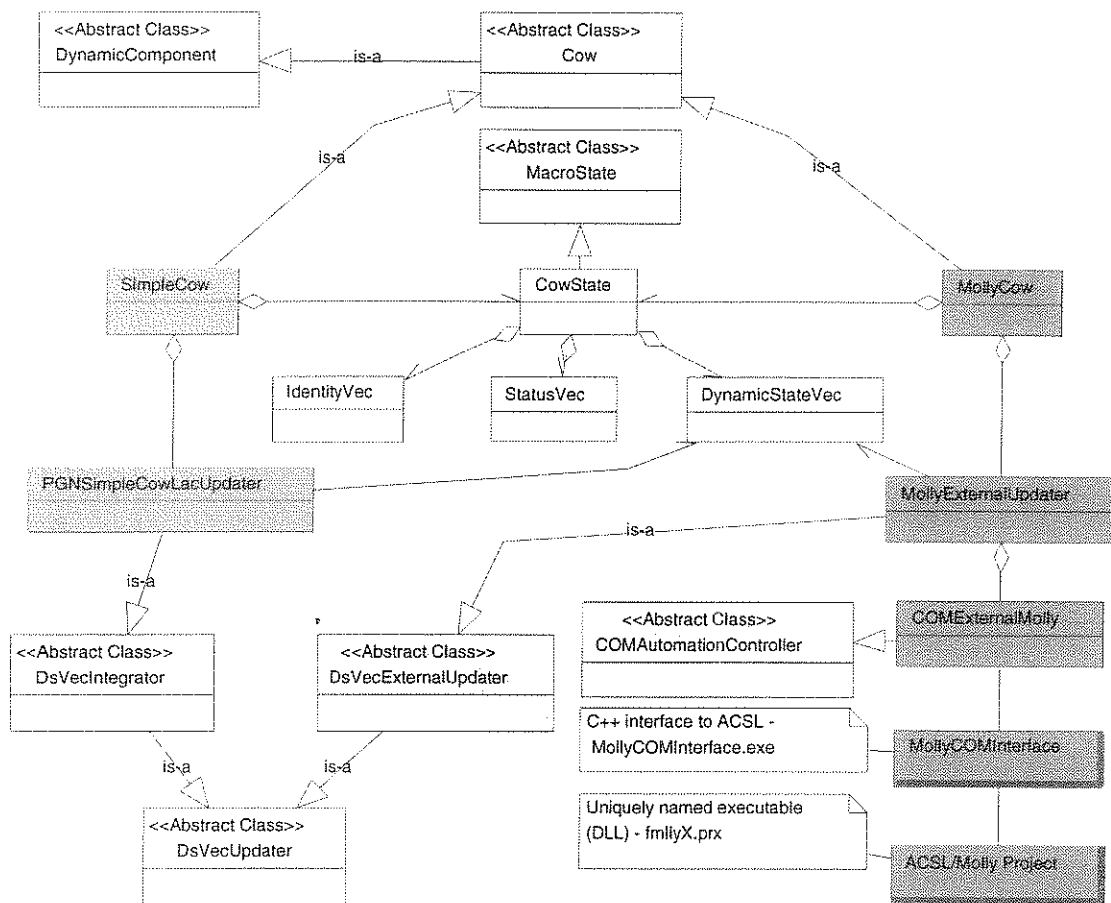 <<Abstract Class>>
DynamicComponent
is-a
<<Abstract Class>>
Cow
is-a
<<Abstract Class>>
MacroState
is-a
SimpleCow
CowState
MollyCow
IdentityVec
StatusVec
DynamicStateVec
PGNSimpleCowLacUpdater
MollyExternalUpdater
is-a
is-a
<<Abstract Class>>
DsVecIntegrator
<<Abstract Class>>
DsVecExternalUpdater
<<Abstract Class>>
COMAutomationController
COMExternalMolly
C++ interface to ACSL -
MollyCOMInterface.exe
MollyCOMInterface
is-a
is-a
<<Abstract Class>>
DsVecUpdater
Uniquely named executable
(DLL) - fmllyX.prx
ACSL/Molly Project